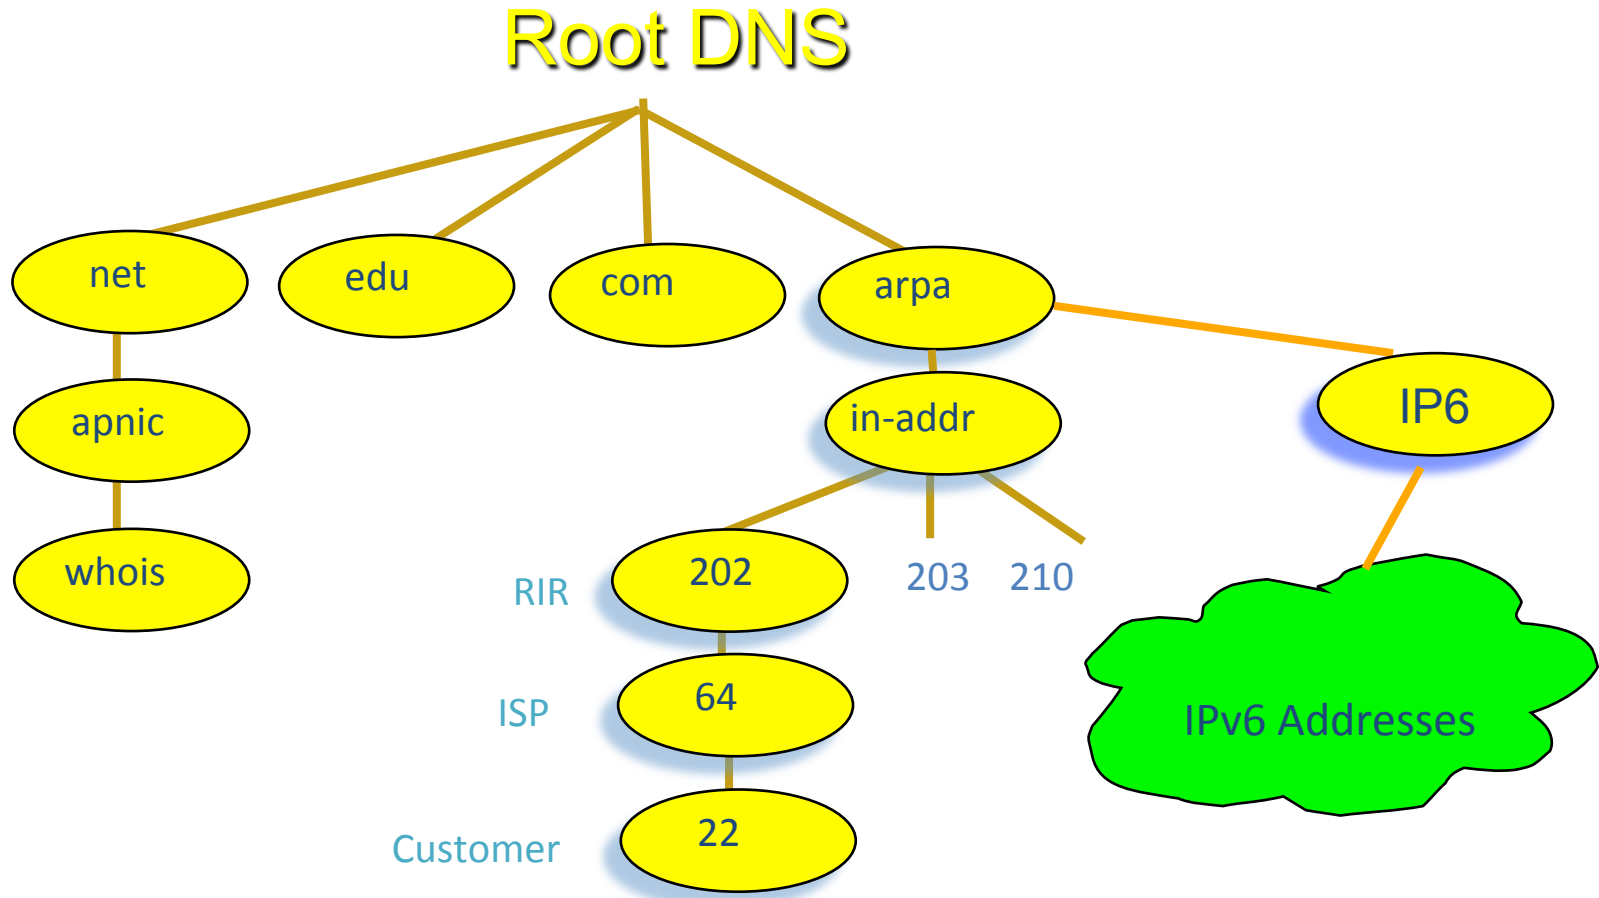 Root DNS
net
edu
com
arpa
apnic
in-addr
IP6
whois
RIR
202
203
210
ISP
64
IPv6 Addresses
Customer
22